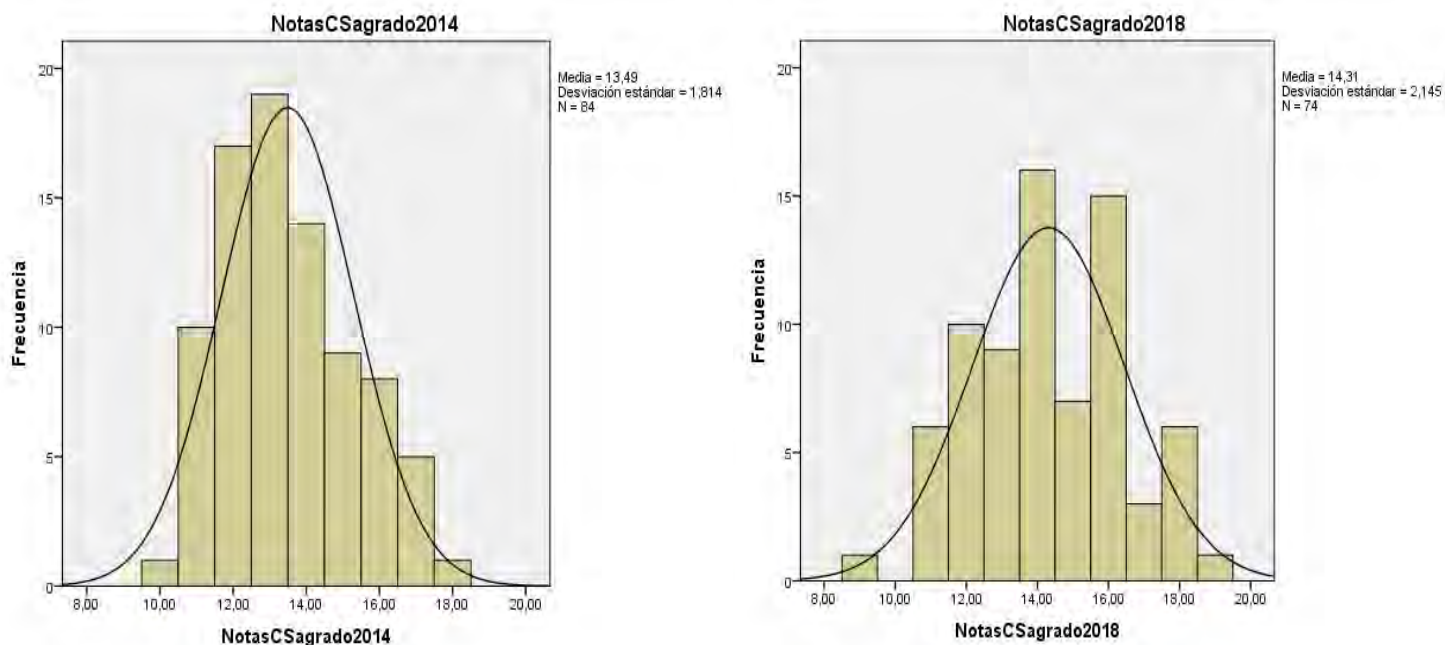 NotasCSagrado2014
Media = 13,49
Desviación estándar = 1,814
N = 84
Frecuencia
20
15
10
5
0
8,00 10,00 12,00 14,00 16,00 18,00 20,00
NotasCSagrado2014
NotasCSagrado2018
Media = 14,31
Desviación estándar = 2,145
N = 74
Frecuencia
20
15
10
5
0
8,00 10,00 12,00 14,00 16,00 18,00 20,00
NotasCSagrado2018